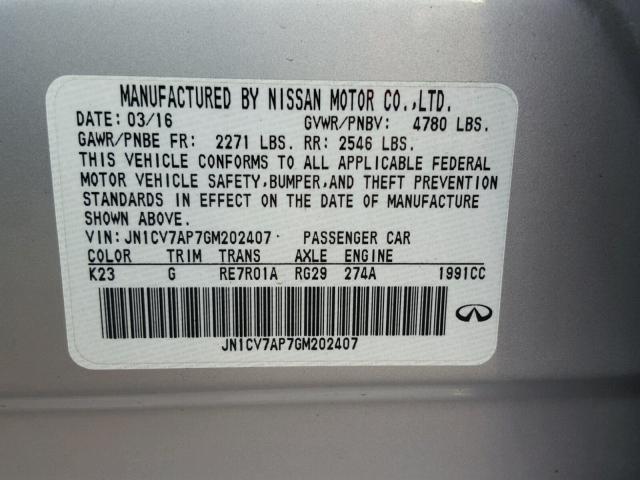 MANUFACTURED BY NISSAN MOTOR CO.,LTD.
DATE: 03/16 GVWR/PNBV: 4780 LBS.
GAWR/PNBE FR: 2271 LBS. RR: 2546 LBS.
THIS VEHICLE CONFORMS TO ALL APPLICABLE FEDERAL
MOTOR VEHICLE SAFETY,BUMPER,AND THEFT PREVENTION
STANDARDS IN EFFECT ON THE DATE OF MANUFACTURE
SHOWN ABOVE.
VIN: JN1CV7AP7GM202407 PASSENGER CAR
COLOR TRIM TRANS AXLE ENGINE
K23 G RE7R01A RG29 274A 1991CC
JN1CV7AP7GM202407